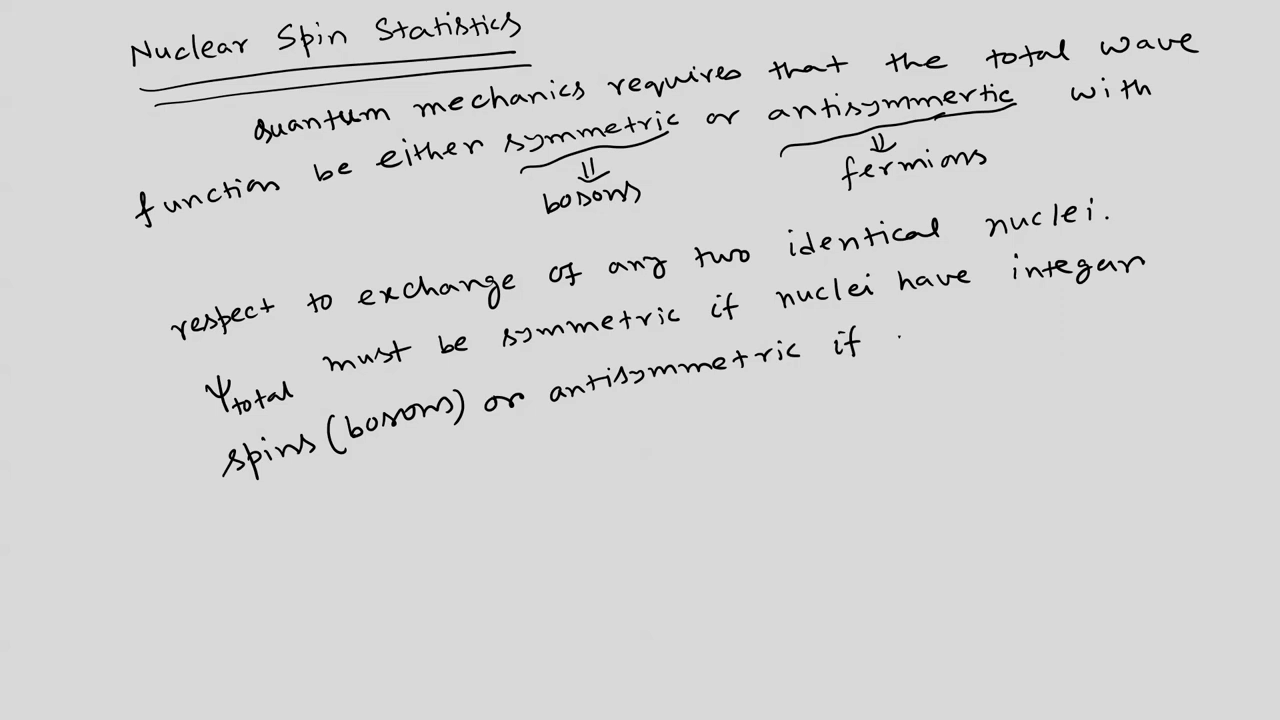 Nuclear Spin Statistics
Quantum mechanics requires that the total wave
function be either symmetric or antisymmertic with
bosons
fermions
respect to exchange of any two identical nuclei.
Ψtotal must be symmetric if nuclei have integar
spins (bosons) or antisymmetric if